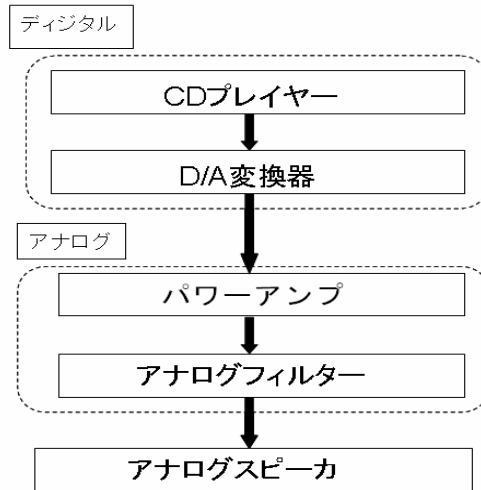 ディジタル
CDプレイヤー
D/A変換器
アナログ
パワーアンプ
アナログフィルター
アナログスピーカ